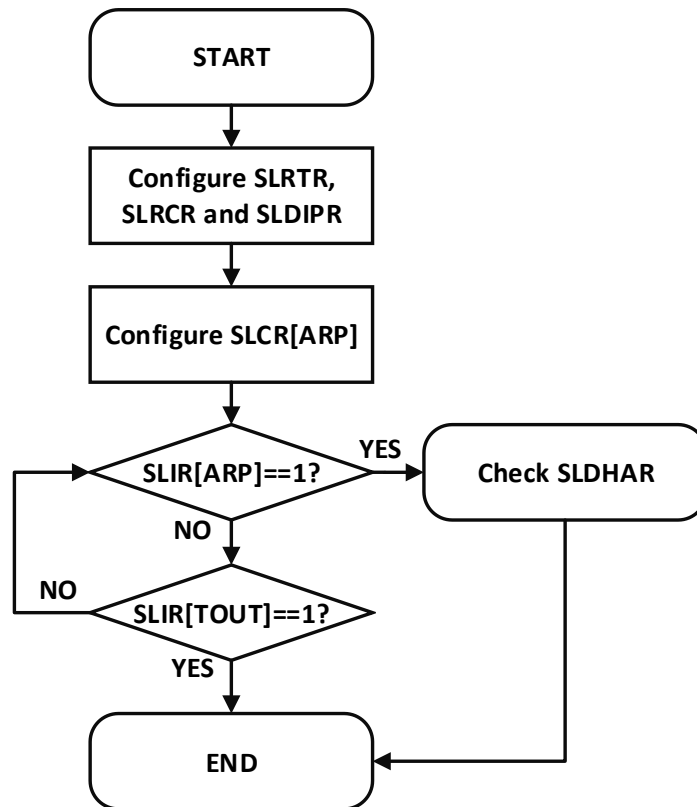 START
Configure SLRTR,
SLRCR and SLDIPR
Configure SLCR[ARP]
SLIR[ARP]==1?
YES
Check SLDHAR
NO
NO
SLIR[TOUT]==1?
YES
END